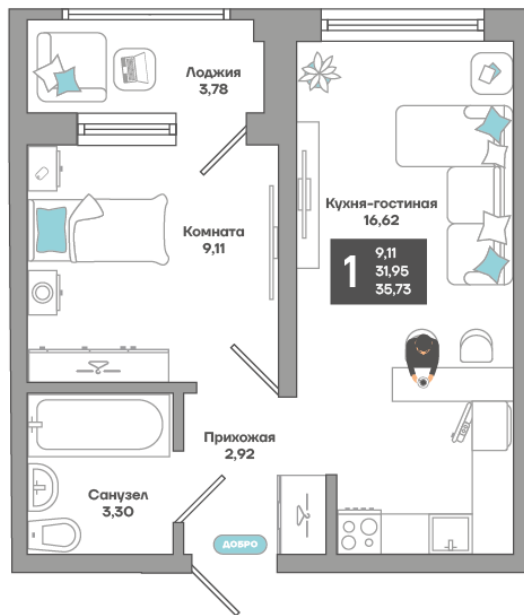 Лоджия
3,78
Комната
9,11
Кухня-гостиная
16,62
1
9,11
31,95
35,73
Прихожая
2,92
Санузел
3,30
ДОБРО